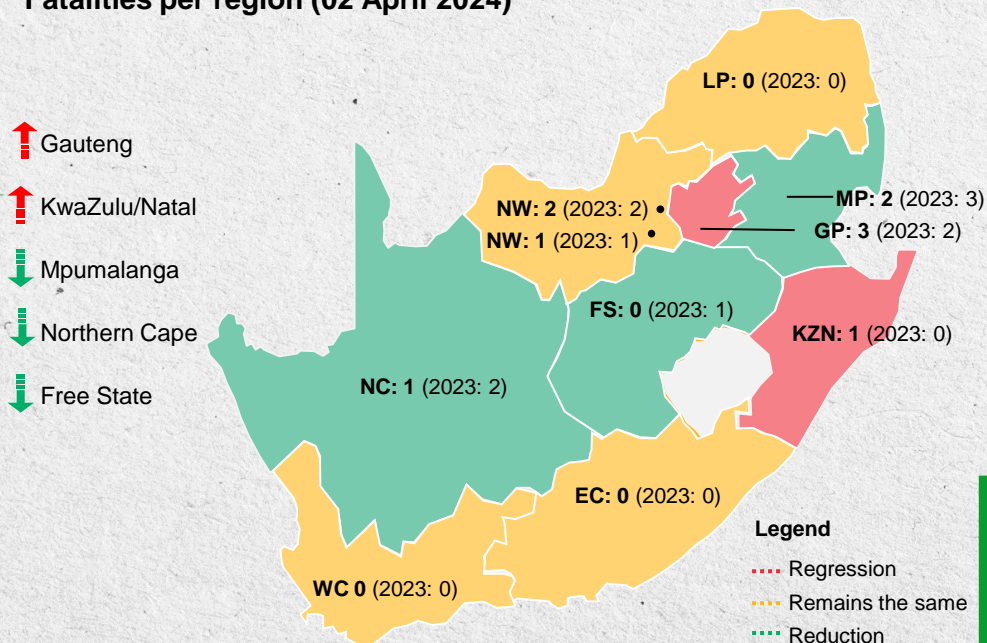 Fatalities per region (02 April 2024)
LP: 0 (2023: 0)
Gauteng
KwaZulu/Natal
Mpumalanga
Northern Cape
Free State
MP: 2 (2023: 3)
NW: 2 (2023: 2)
GP: 3 (2023: 2)
NW: 1 (2023: 1)
FS: 0 (2023: 1)
KZN: 1 (2023: 0)
NC: 1 (2023: 2)
EC: 0 (2023: 0)
WC 0 (2023: 0)
Legend
Regression
Remains the same
Reduction